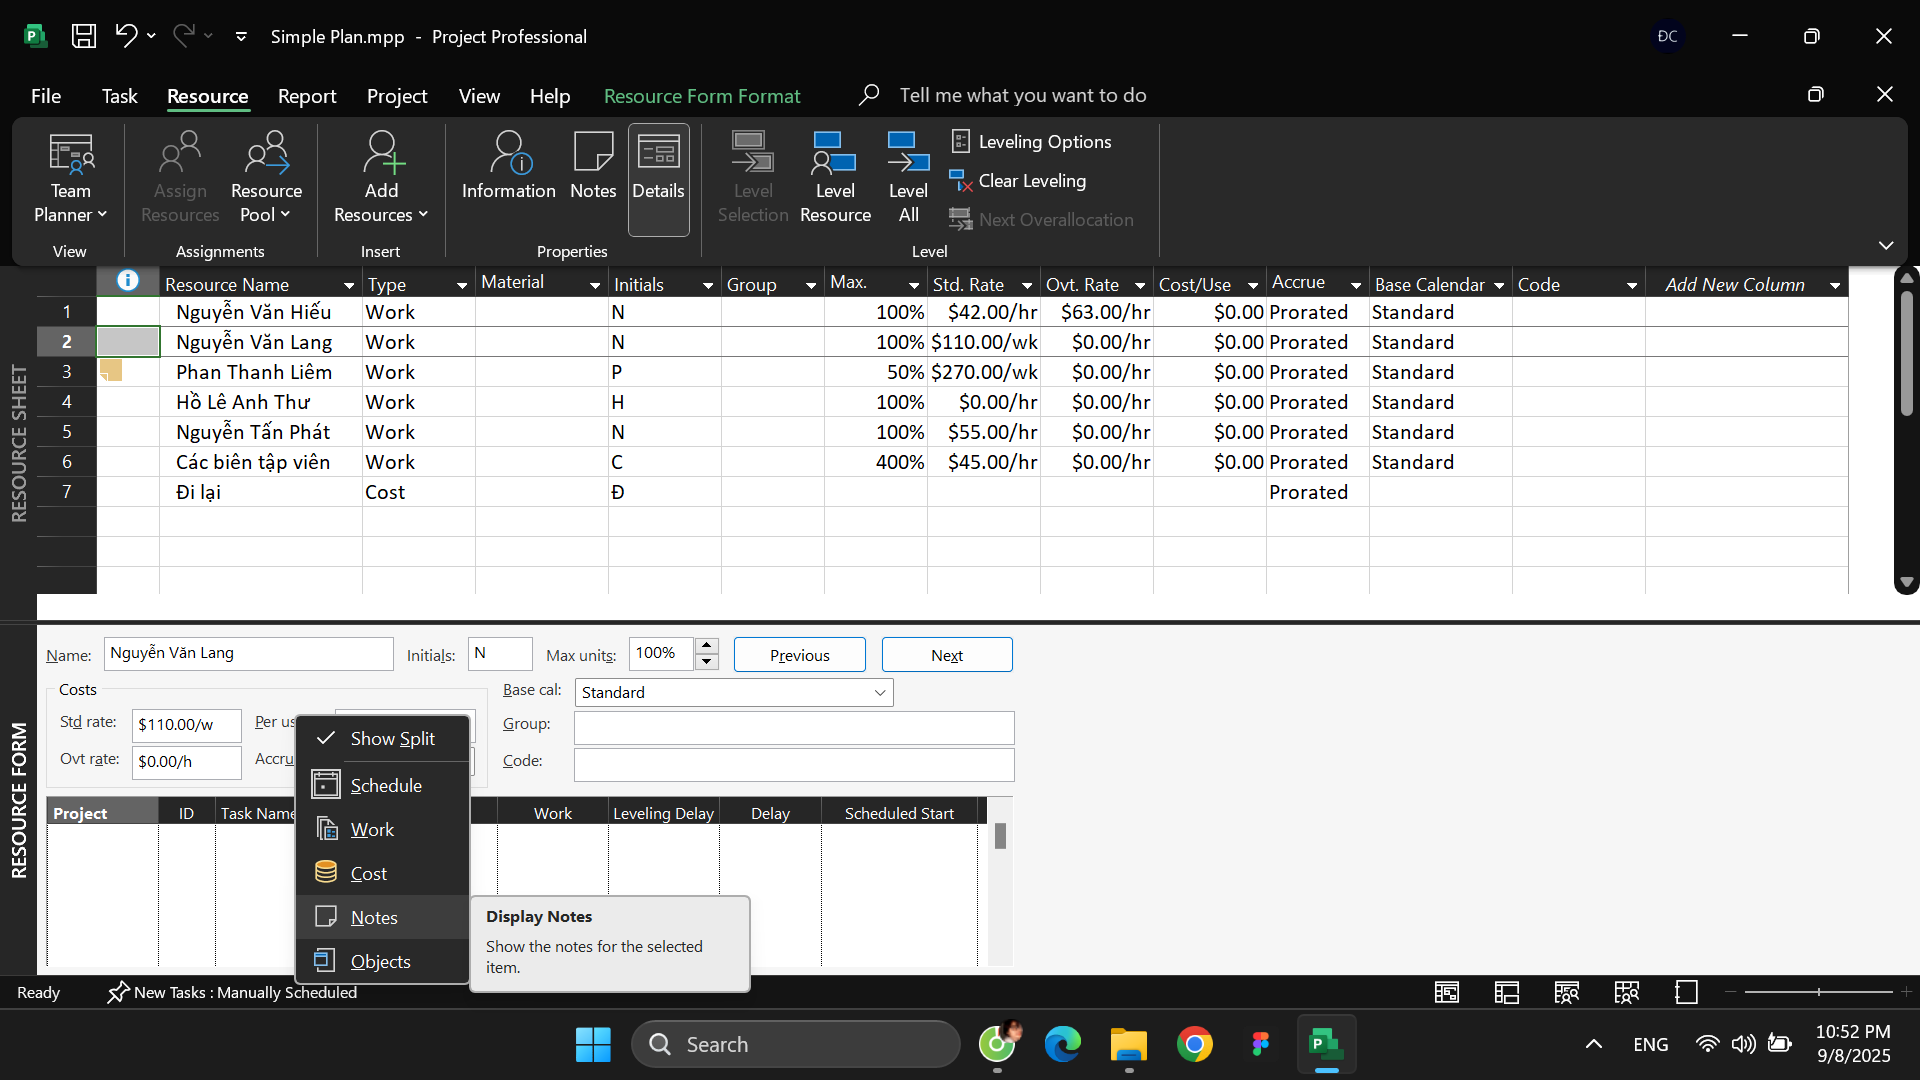 Simple Plan.mpp - Project Professional
ĐC
File Task Resource Report Project View Help Resource Form Format Tell me what you want to do
Team Planner
Assign Resources
Resource Pool
Add Resources
Information
Notes
Details
Level Selection
Level Resource
Level All
Leveling Options
Clear Leveling
Next Overallocation
View Assignments Insert Properties Level
Resource Name Type Material Initials Group Max. Std. Rate Ovt. Rate Cost/Use Accrue Base Calendar Code Add New Column
1 Nguyễn Văn Hiếu Work N 100% $42.00/hr $63.00/hr $0.00 Prorated Standard
2 Nguyễn Văn Lang Work N 100% $110.00/wk $0.00/hr $0.00 Prorated Standard
3 Phan Thanh Liêm Work P 50% $270.00/wk $0.00/hr $0.00 Prorated Standard
4 Hồ Lê Anh Thư Work H 100% $0.00/hr $0.00/hr $0.00 Prorated Standard
5 Nguyễn Tấn Phát Work N 100% $55.00/hr $0.00/hr $0.00 Prorated Standard
6 Các biên tập viên Work C 400% $45.00/hr $0.00/hr $0.00 Prorated Standard
7 Đi lại Cost Đ Prorated
RESOURCE SHEET
RESOURCE FORM
Name: Nguyễn Văn Lang Initials: N Max units: 100% Previous Next
Costs
Base cal: Standard
Std rate: $110.00/w Per us
Group:
Ovt rate: $0.00/h Accru
Code:
Project ID Task Name Work Leveling Delay Delay Scheduled Start
Show Split
Schedule
Work
Cost
Notes
Objects
Display Notes
Show the notes for the selected
item.
Ready New Tasks : Manually Scheduled
Search
ENG
10:52 PM
9/8/2025